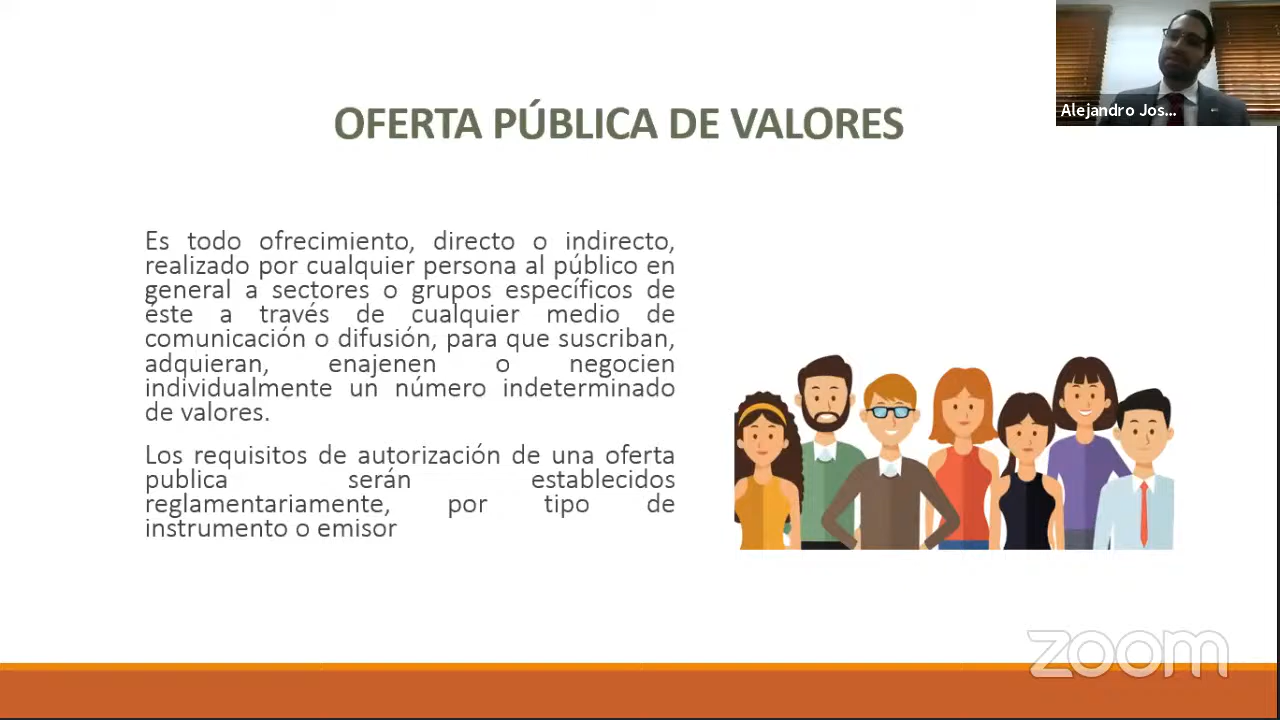 Alejandro Jos...
OFERTA PÚBLICA DE VALORES
Es todo ofrecimiento, directo o indirecto,
realizado por cualquier persona al público en
general a sectores o grupos específicos de
éste a través de cualquier medio de
comunicación o difusión, para que suscriban,
adquieran, enajenen o negocien
individualmente un número indeterminado
de valores.
Los requisitos de autorización de una oferta
publica serán establecidos
reglamentariamente, por tipo de
instrumento o emisor
zoom